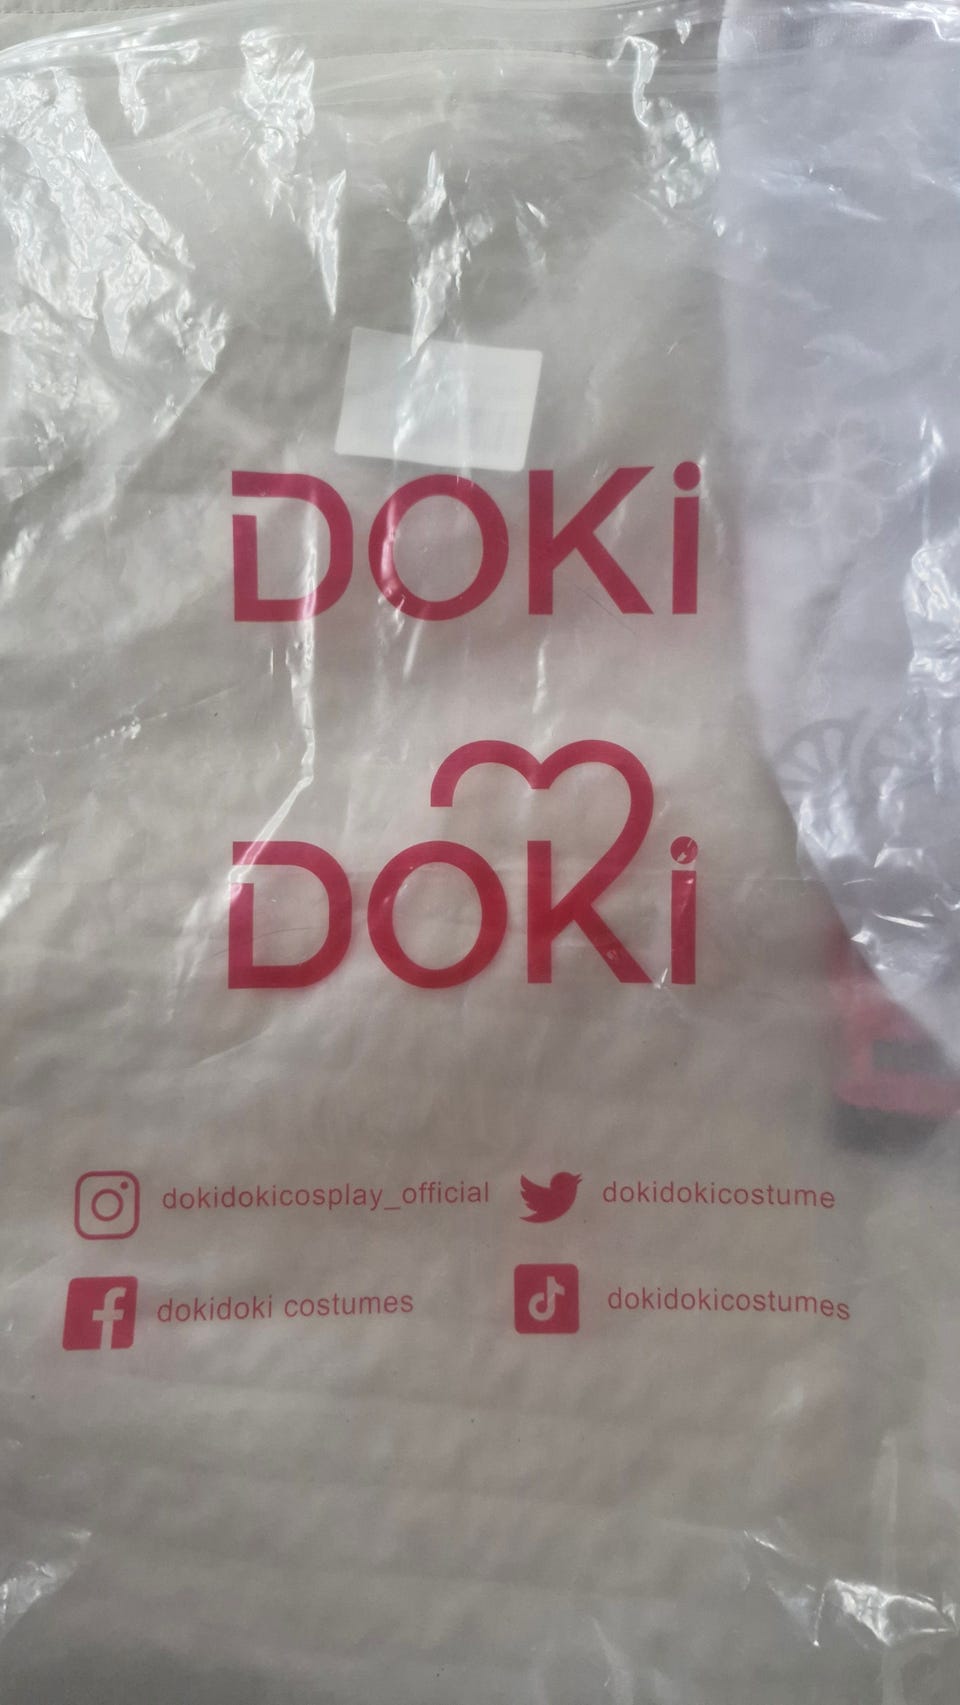 DOKi
DOKi
dokidokicosplay_official
dokidokicostume
dokidoki costumes
dokidokicostumes